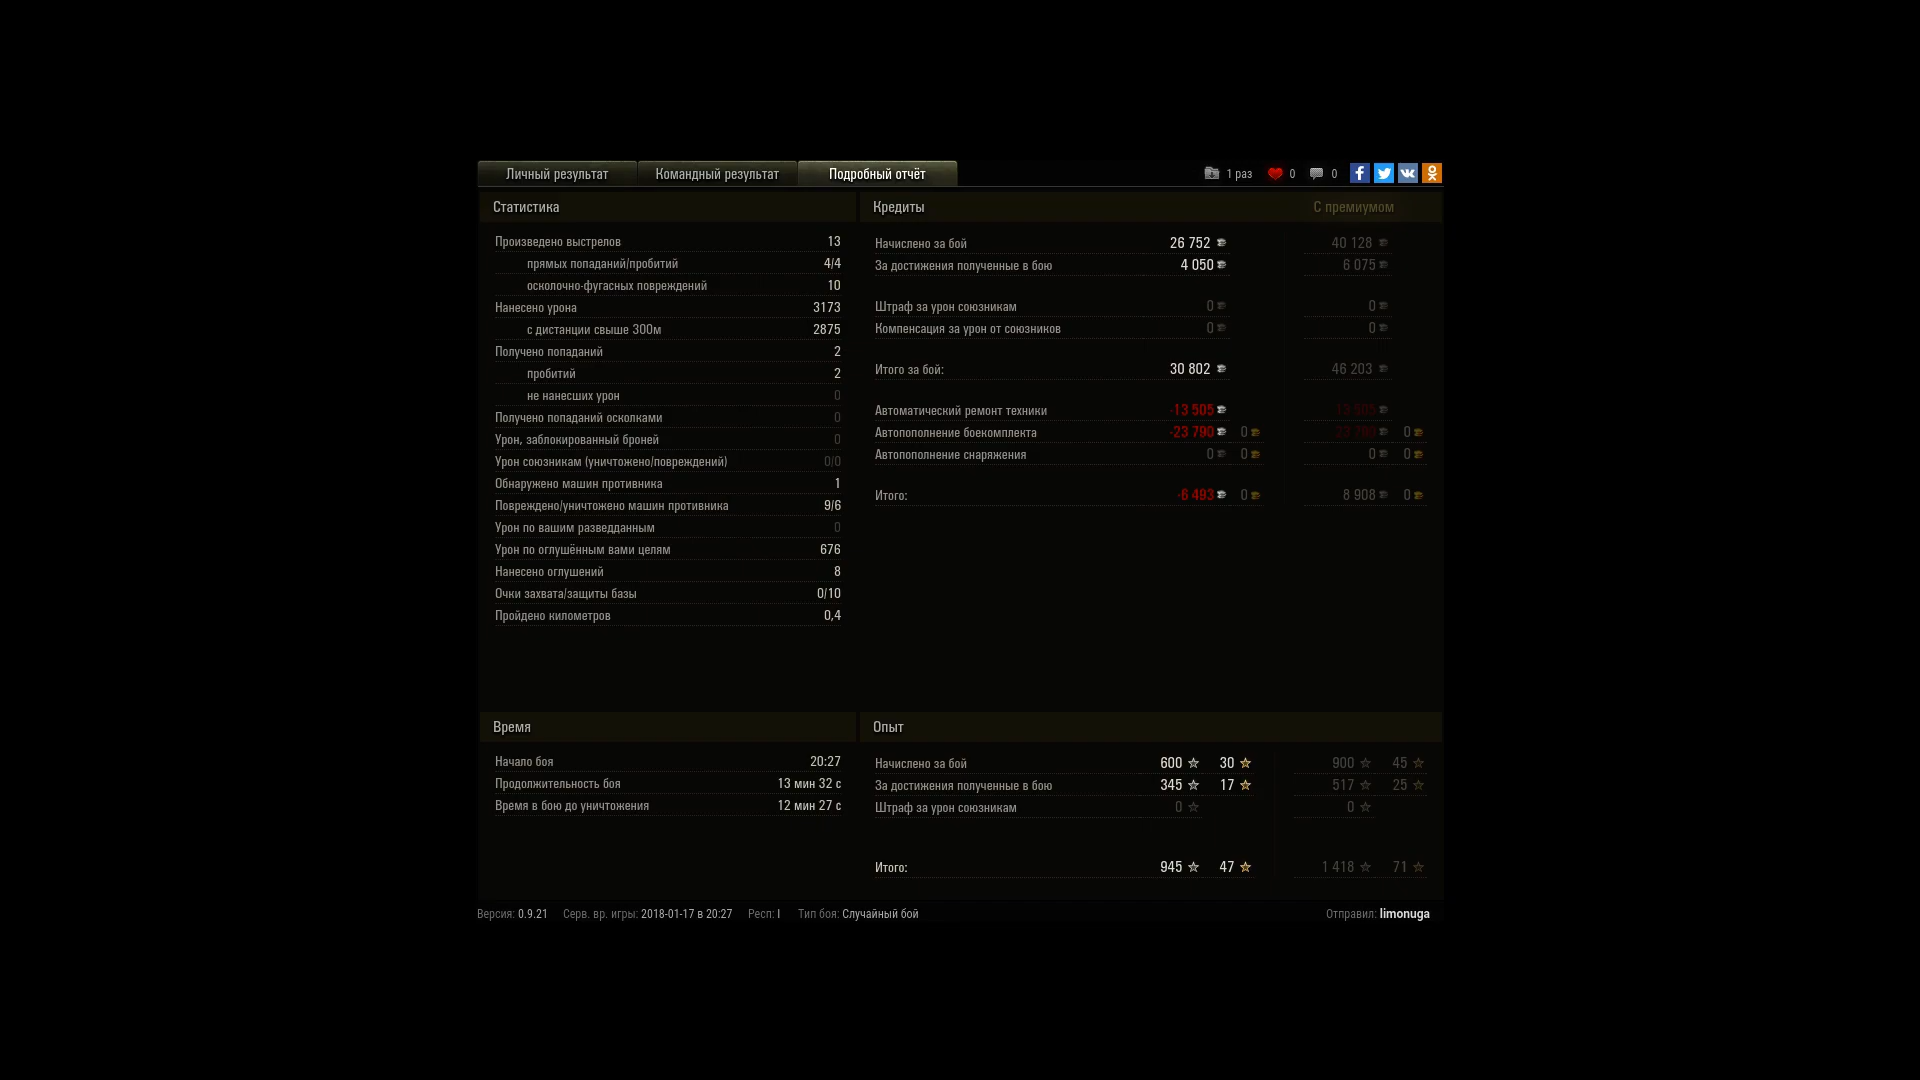 Личный результат Командный результат Подробный отчёт 1 раз 0 0
Статистика
Произведено выстрелов 13
прямых попаданий/пробитий 4/4
осколочно-фугасных повреждений 10
Нанесено урона 3173
с дистанции свыше 300м 2875
Получено попаданий 2
пробитий 2
не нанесших урон 0
Получено попаданий осколками 0
Урон, заблокированный броней 0
Урон союзникам (уничтожено/повреждений) 0/0
Обнаружено машин противника 1
Повреждено/уничтожено машин противника 9/6
Урон по вашим разведданным 0
Урон по оглушённым вами целям 676
Нанесено оглушений 8
Очки захвата/защиты базы 0/10
Пройдено километров 0,4
Кредиты С премиумом
Начислено за бой 26 752 40 128
За достижения полученные в бою 4 050 6 075
Штраф за урон союзникам 0 0
Компенсация за урон от союзников 0 0
Итого за бой: 30 802 46 203
Автоматический ремонт техники -13 505 -13 505
Автопополнение боекомплекта -23 790 0 -23 790 0
Автопополнение снаряжения 0 0 0 0
Итого: -6 493 0 8 908 0
Время
Начало боя 20:27
Продолжительность боя 13 мин 32 с
Время в бою до уничтожения 12 мин 27 с
Опыт
Начислено за бой 600 30 900 45
За достижения полученные в бою 345 17 517 25
Штраф за урон союзникам 0 0
Итого: 945 47 1 418 71
Версия: 0.9.21 Серв. вр. игры: 2018-01-17 в 20:27 Респ: I Тип боя: Случайный бой Отправил: limonuga